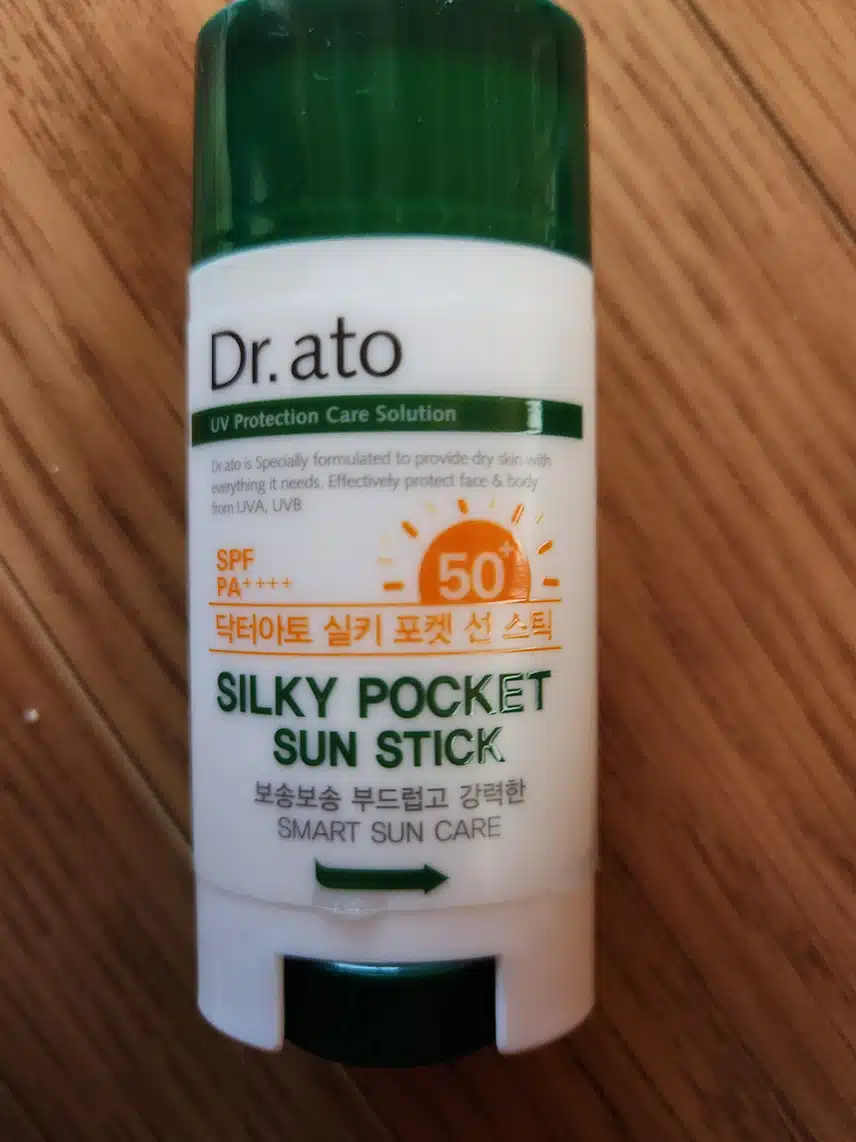 Dr.ato
UV Protection Care Solution
Dr.ato is Specially formulated to provide dry skin with
everything it needs. Effectively protect face & body
from UVA, UVB
SPF
PA++++
50+
닥터아토 실키 포켓 선 스틱
SILKY POCKET
SUN STICK
보송보송 부드럽고 강력한
SMART SUN CARE